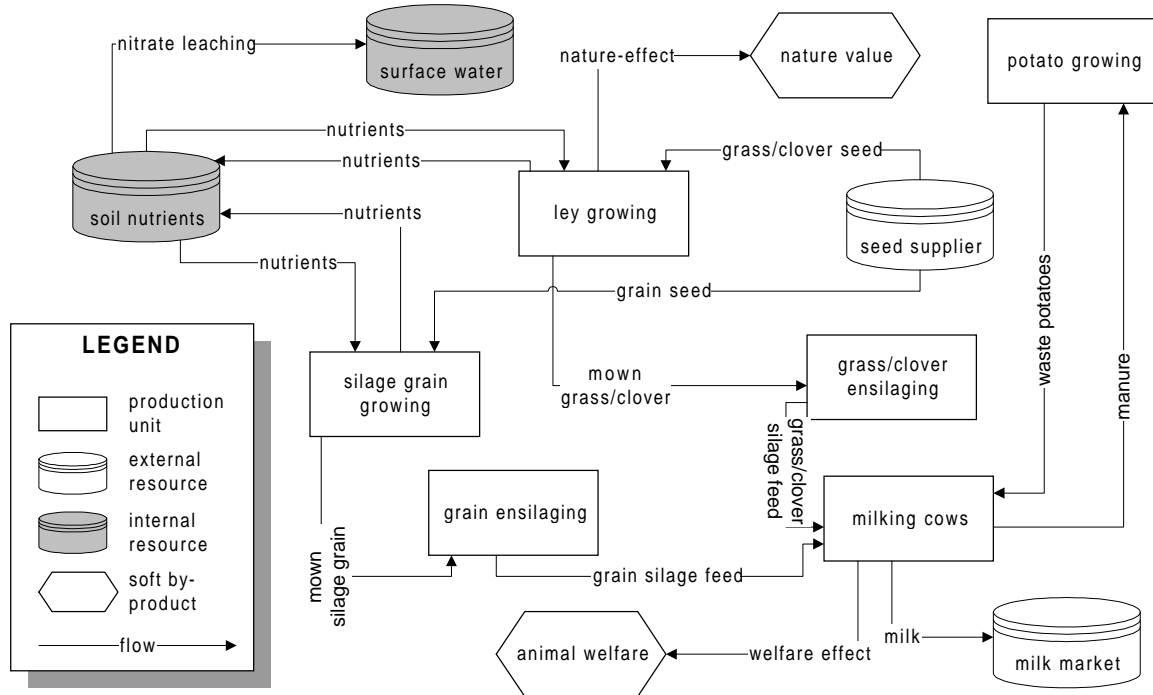 nitrate leaching
surface water
nature-effect
nature value
potato growing
nutrients
nutrients
grass/clover seed
soil nutrients
nutrients
ley growing
seed supplier
nutrients
grain seed
waste potatoes
manure
LEGEND
production
unit
external
resource
internal
resource
soft by-
product
flow
silage grain
growing
mown
grass/clover
grass/clover
ensilaging
grass/clover
silage feed
mown
silage grain
grain ensilaging
milking cows
grain silage feed
animal welfare
welfare effect
milk
milk market